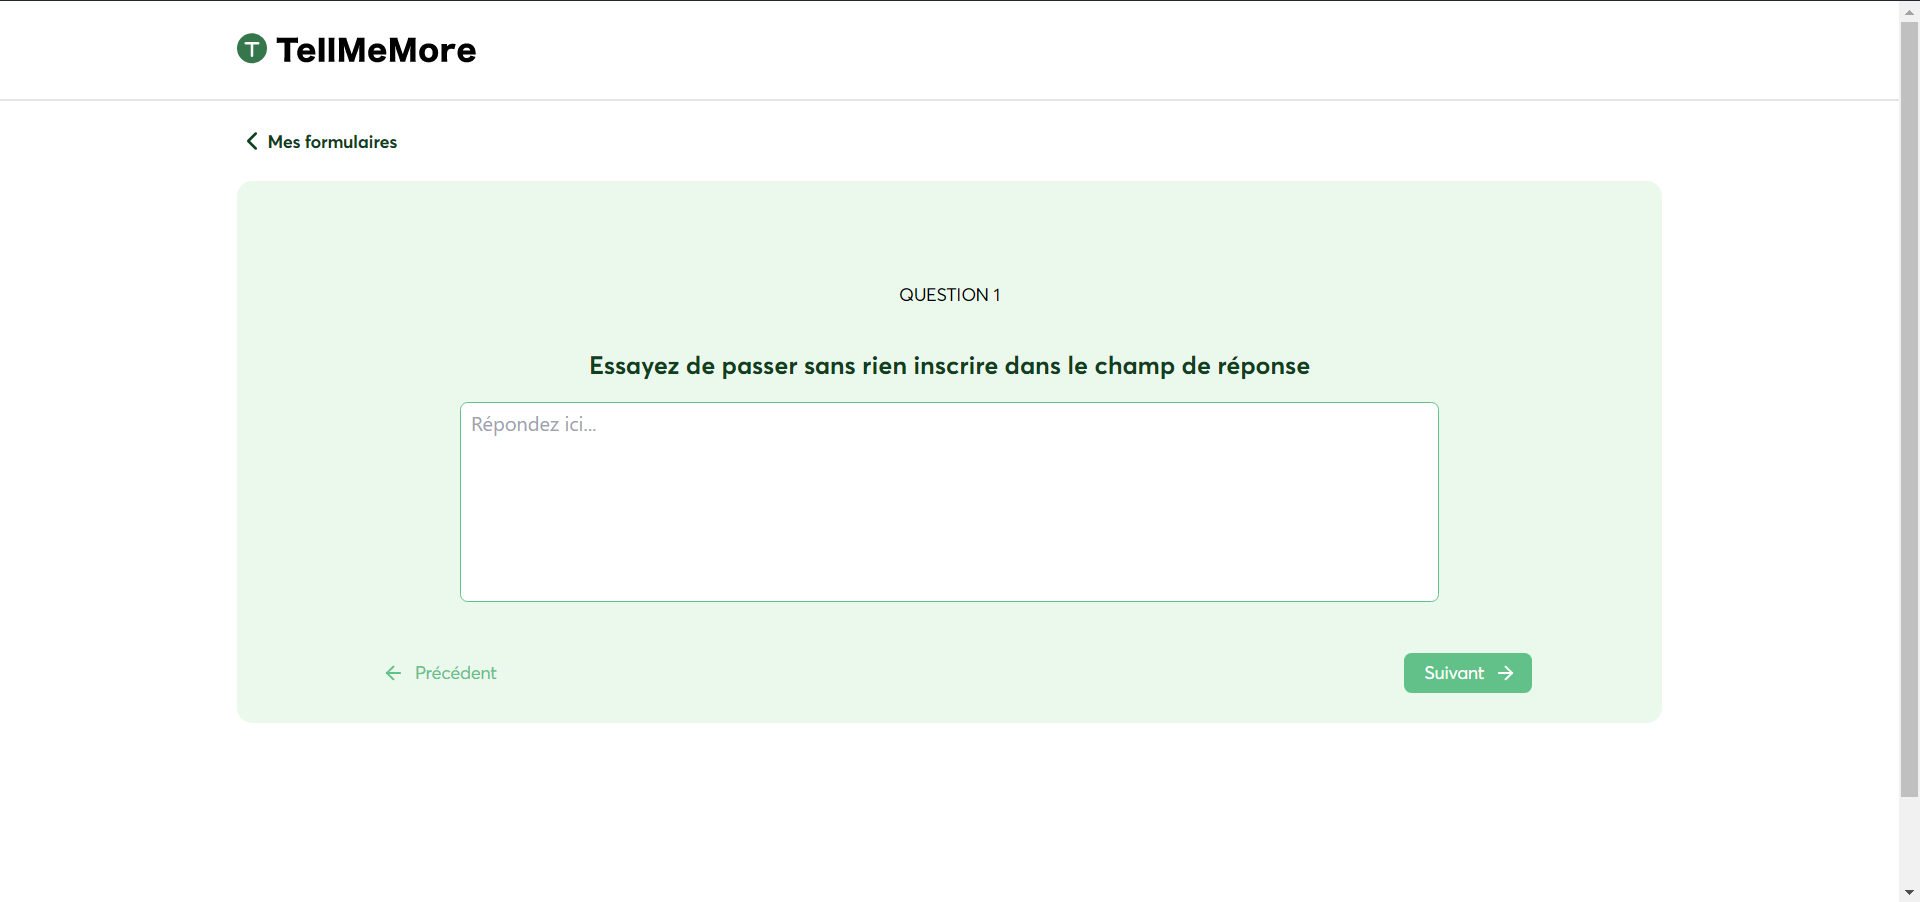 T TellMeMore
Mes formulaires
QUESTION 1
Essayez de passer sans rien inscrire dans le champ de réponse
Répondez ici...
Précédent
Suivant